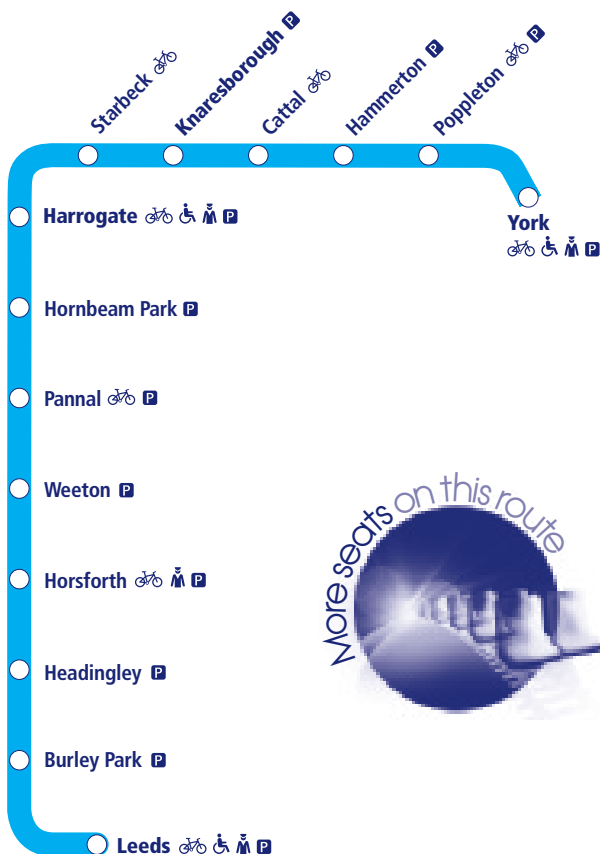 Starbeck
Knaresborough P
Cattal
Hammerton P
Poppleton P
Harrogate P
York
P
Hornbeam Park P
Pannal P
Weeton P
More seats on this route
Horsforth P
Headingley P
Burley Park P
Leeds P